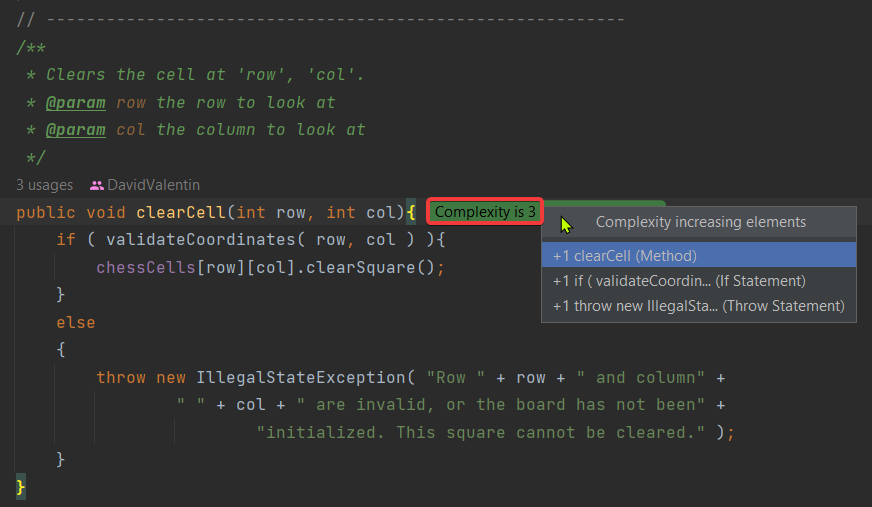 // ----------------------------------------------------------
/**
* Clears the cell at 'row', 'col'.
* @param row the row to look at
* @param col the column to look at
*/
3 usages DavidValentin
public void clearCell(int row, int col){ Complexity is 3
Complexity increasing elements
if ( validateCoordinates( row, col ) ){
+1 clearCell (Method)
chessCells[row][col].clearSquare();
+1 if ( validateCoordin... (If Statement)
}
+1 throw new IllegalSta... (Throw Statement)
else
{
throw new IllegalStateException( "Row " + row + " and column" +
" " + col + " are invalid, or the board has not been" +
"initialized. This square cannot be cleared." );
}
}